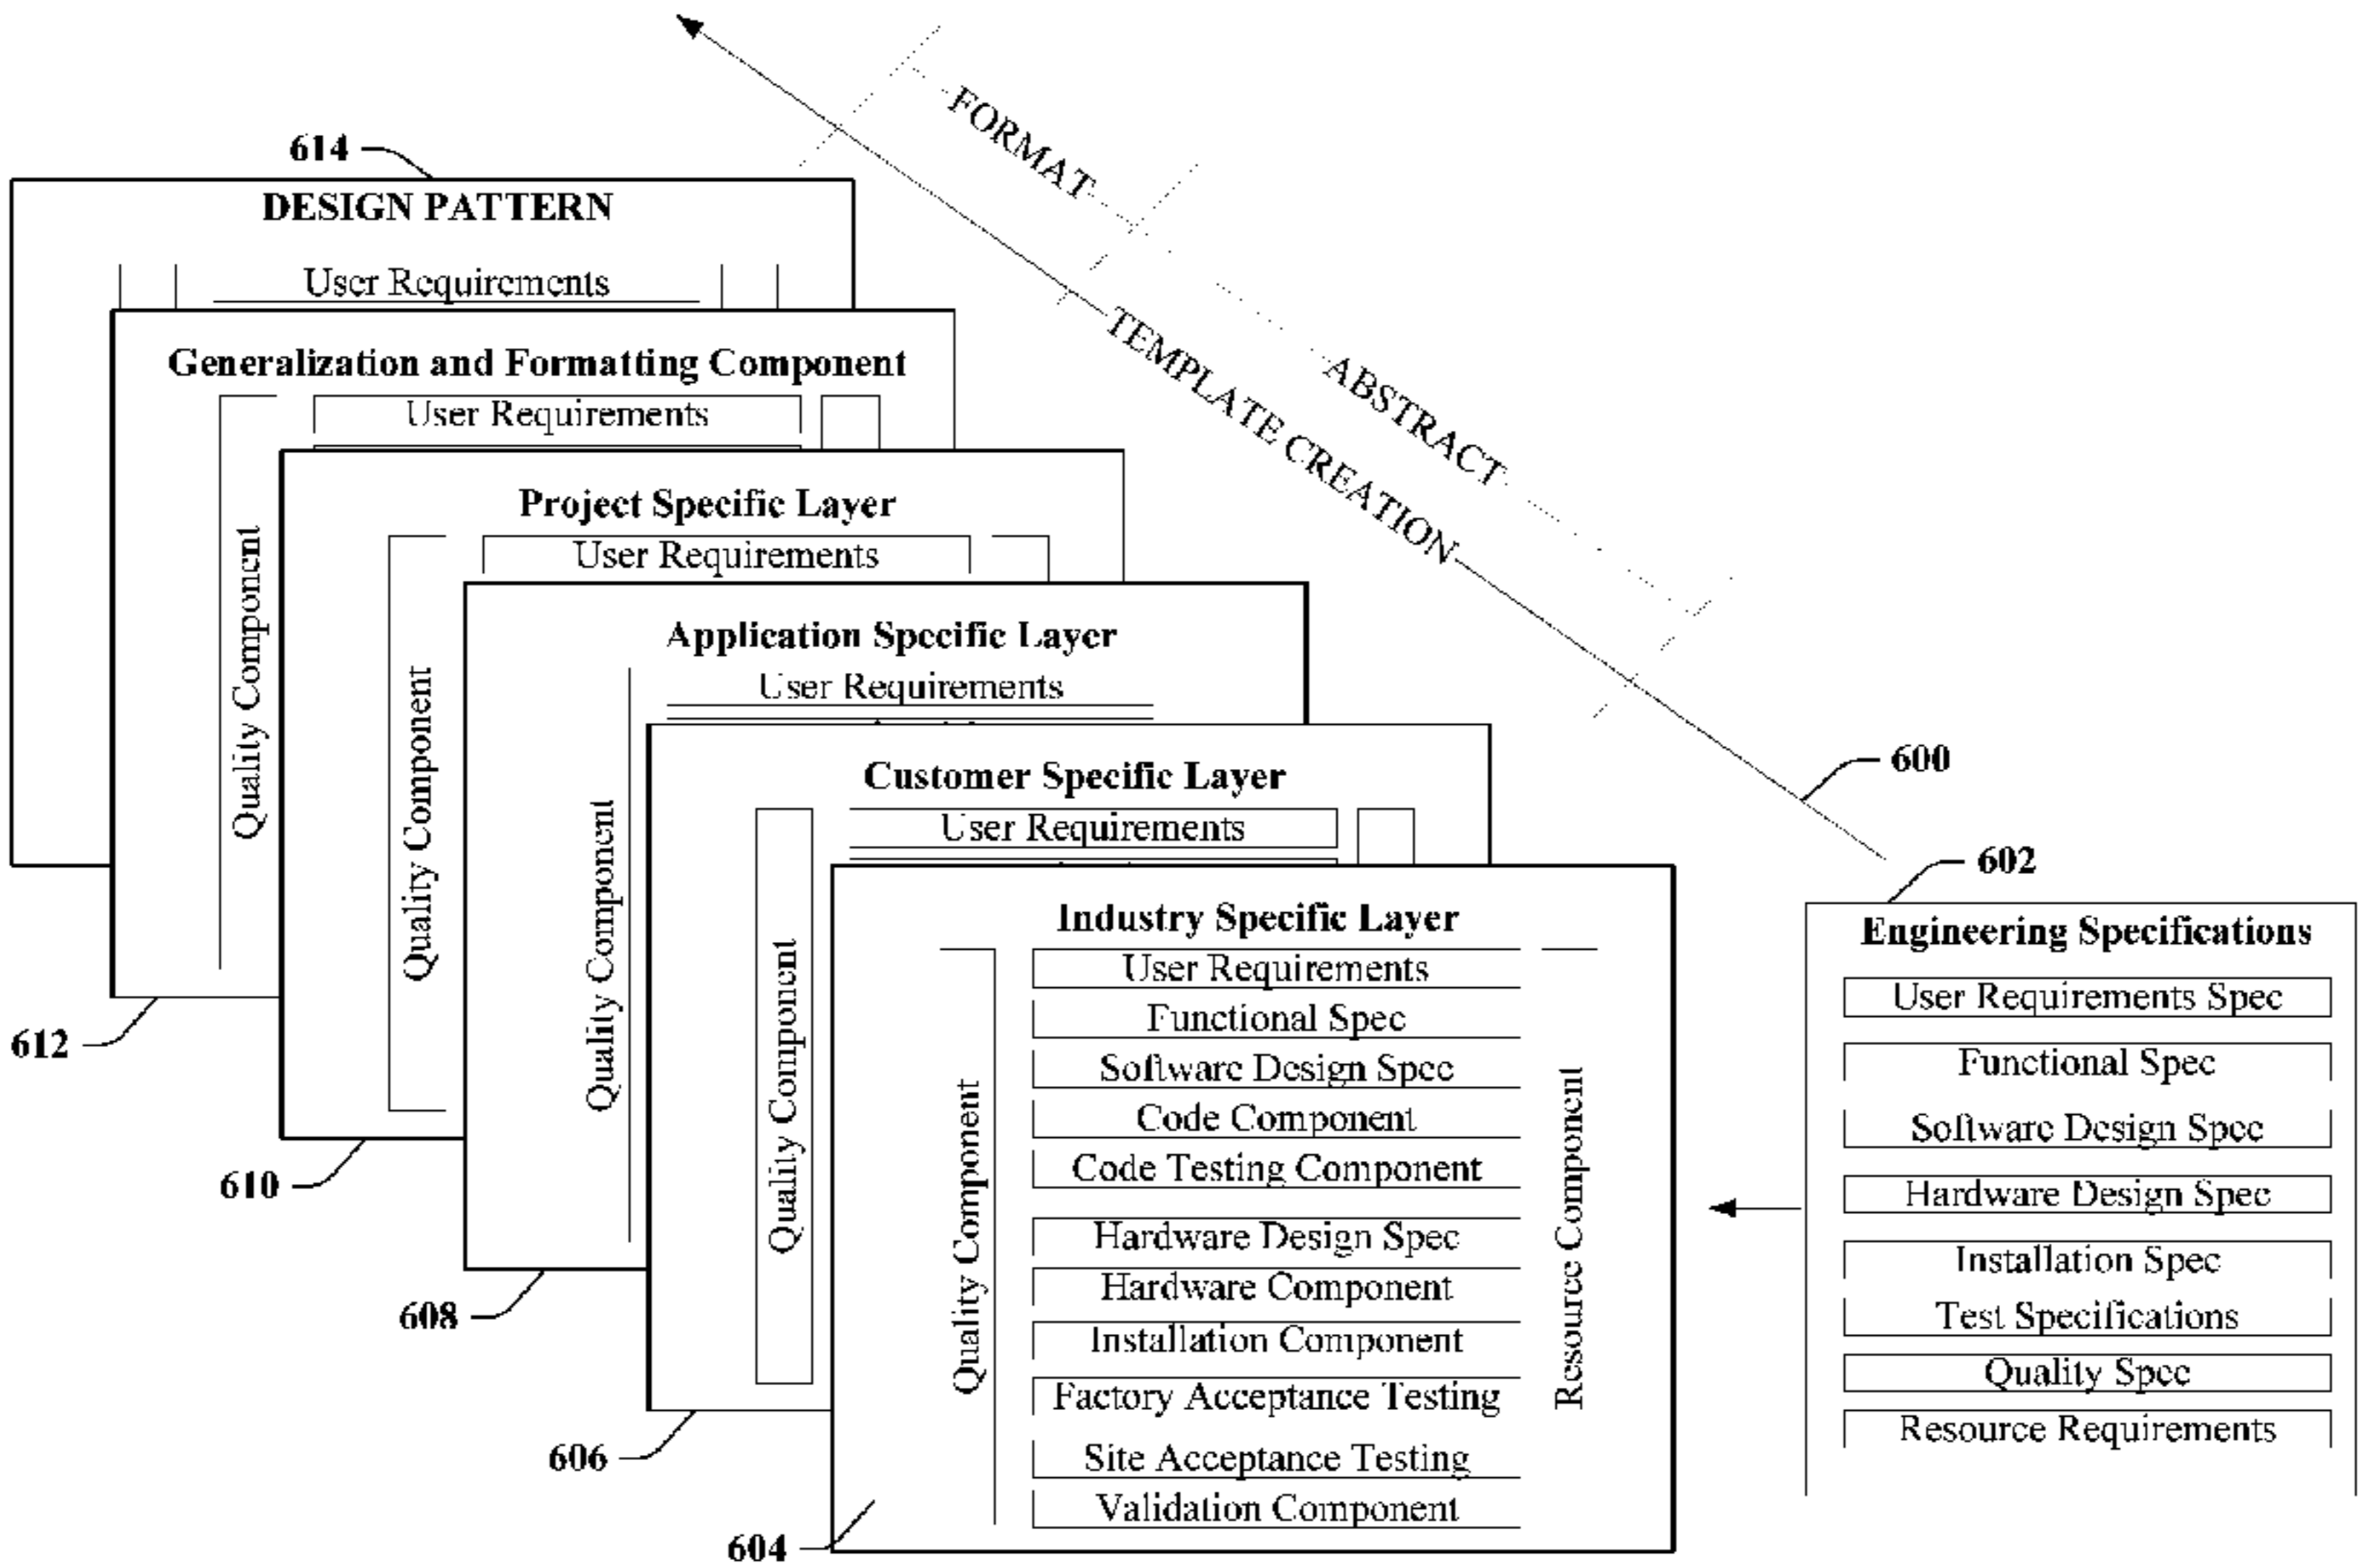 614
DESIGN PATTERN
User Requirements
Generalization and Formatting Component
User Requirements
Quality Component
612
Project Specific Layer
User Requirements
Quality Component
610
Application Specific Layer
User Requirements
Quality Component
608
Customer Specific Layer
User Requirements
Quality Component
606
Industry Specific Layer
User Requirements
Functional Spec
Software Design Spec
Code Component
Code Testing Component
Hardware Design Spec
Hardware Component
Installation Component
Factory Acceptance Testing
Site Acceptance Testing
Validation Component
Quality Component
Resource Component
604
FORMAT
ABSTRACT
TEMPLATE CREATION
600
602
Engineering Specifications
User Requirements Spec
Functional Spec
Software Design Spec
Hardware Design Spec
Installation Spec
Test Specifications
Quality Spec
Resource Requirements